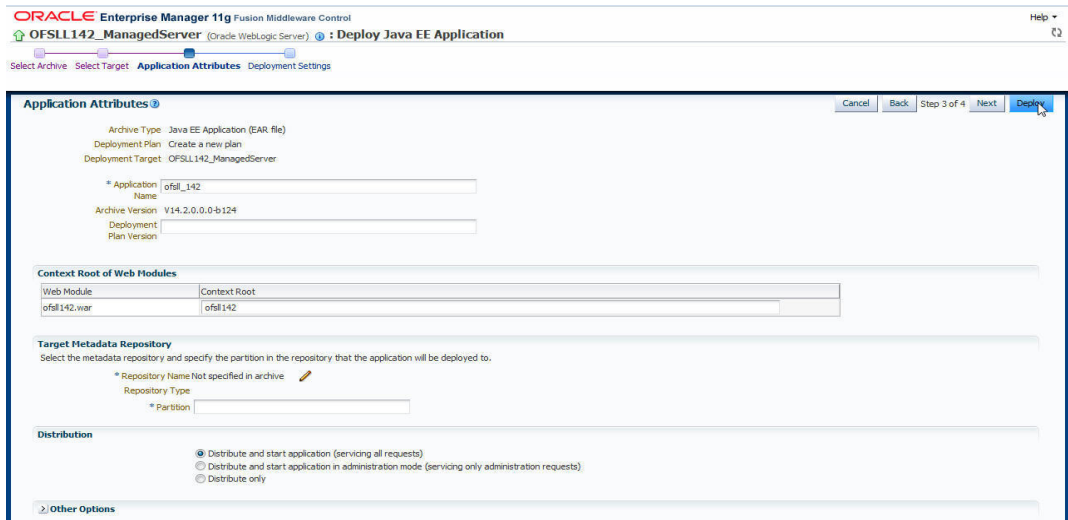 ORACLE Enterprise Manager 11g Fusion Middleware Control Help
OFSLL142_ManagedServer (Oracle WebLogic Server) : Deploy Java EE Application
Select Archive Select Target Application Attributes Deployment Settings
Application Attributes Cancel Back Step 3 of 4 Next Deploy
Archive Type Java EE Application (EAR file)
Deployment Plan Create a new plan
Deployment Target OFSLL142_ManagedServer
* Application Name ofsll_142
Archive Version V14.2.0.0.0-b124
Deployment Plan Version
Context Root of Web Modules
Web Module Context Root
ofsll142.war ofsll142
Target Metadata Repository
Select the metadata repository and specify the partition in the repository that the application will be deployed to.
* Repository Name Not specified in archive
Repository Type
* Partition
Distribution
Distribute and start application (servicing all requests)
Distribute and start application in administration mode (servicing only administration requests)
Distribute only
Other Options